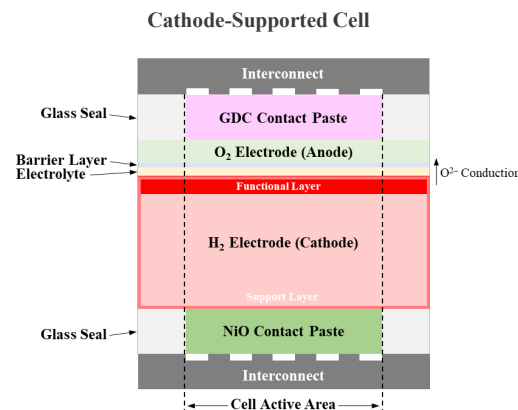 Cathode-Supported Cell
Interconnect
Glass Seal
GDC Contact Paste
O₂ Electrode (Anode)
Barrier Layer
Electrolyte
O²⁻ Conduction
Functional Layer
H₂ Electrode (Cathode)
Support Layer
Glass Seal
NiO Contact Paste
Interconnect
Cell Active Area